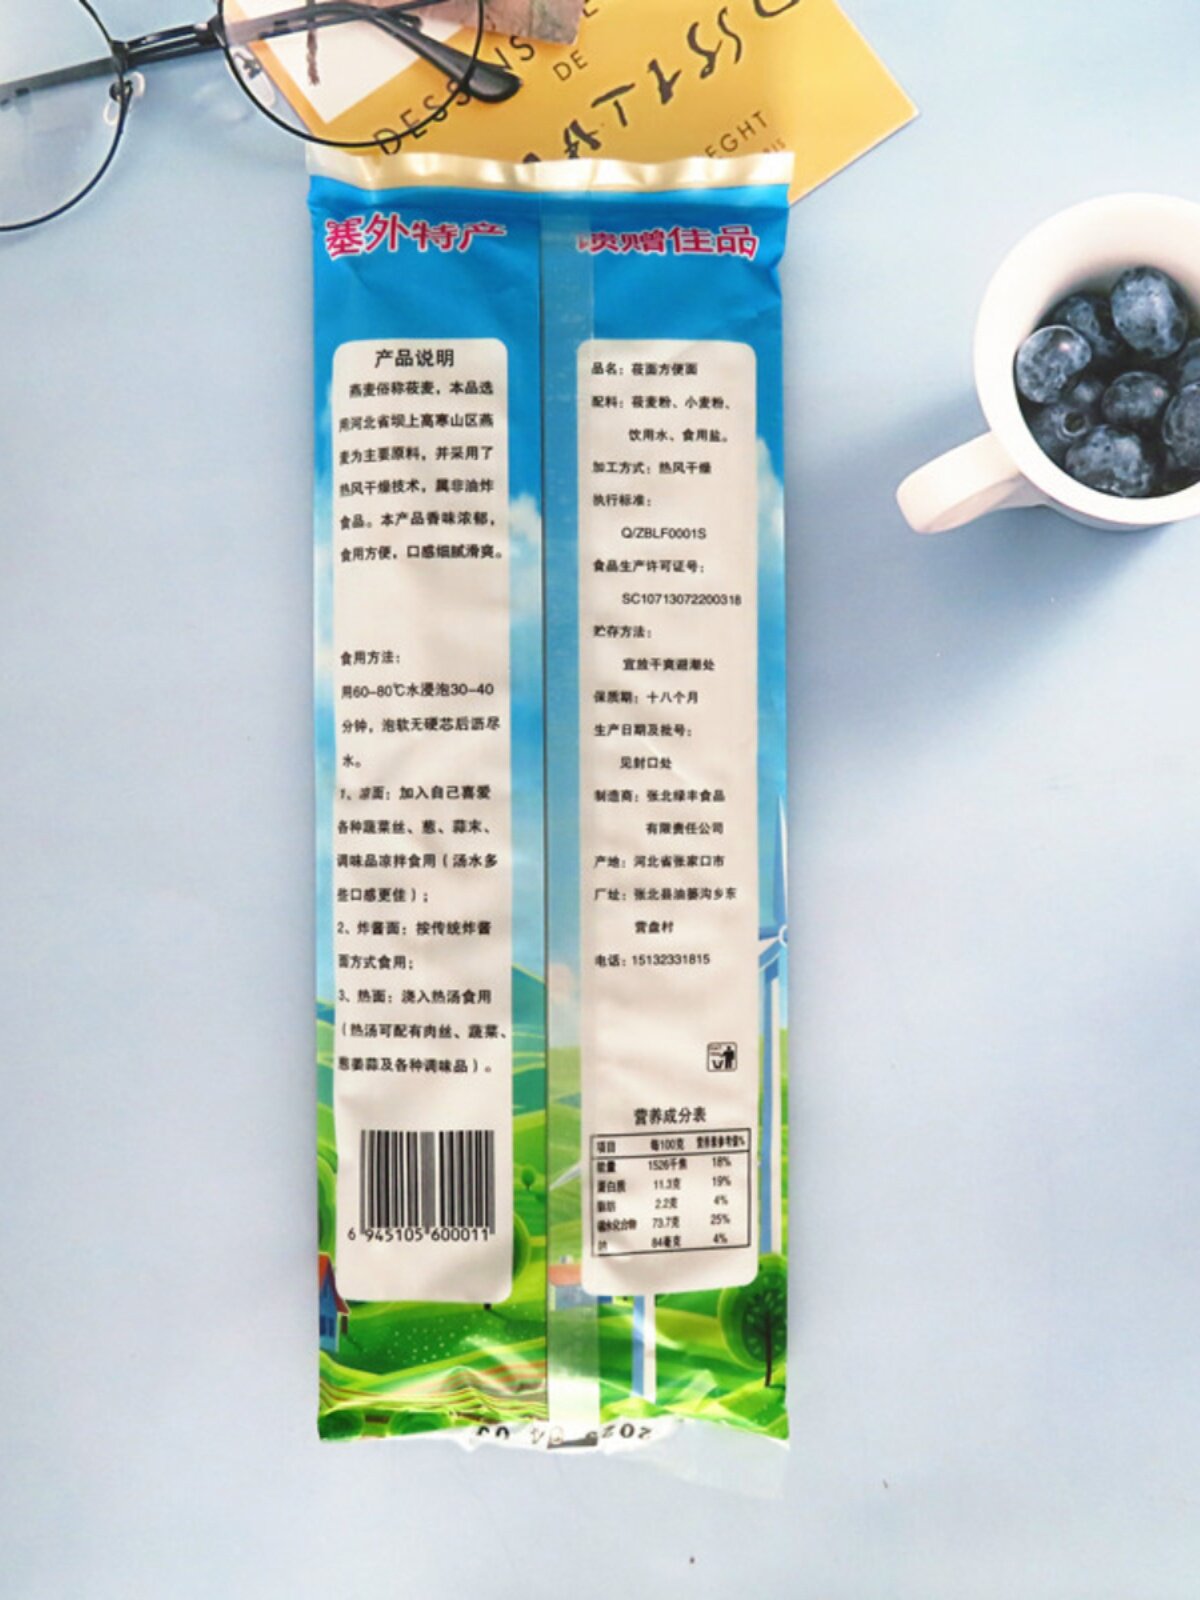 DESSINS
DE
EGHT
塞外特产
馈赠佳品
产品说明
燕麦俗称莜麦，本品选
用河北省坝上高寒山区燕
麦为主要原料，并采用了
热风干燥技术，属非油炸
食品。本产品香味浓郁，
食用方便，口感细腻滑爽。
食用方法：
用60-80℃水浸泡30-40
分钟，泡软无硬芯后沥尽
水。
1、凉面：加入自己喜爱
各种蔬菜丝、葱、蒜末、
调味品凉拌食用（汤水多
些口感更佳）；
2、炸酱面：按传统炸酱
面方式食用；
3、热面：浇入热汤食用
（热汤可配有肉丝、蔬菜、
葱姜蒜及各种调味品）。
6 945105 600011
品名：莜面方便面
配料：莜麦粉、小麦粉、
饮用水、食用盐。
加工方式：热风干燥
执行标准：
Q/ZBLF0001S
食品生产许可证号：
SC10713072200318
贮存方法：
宜放干爽避潮处
保质期：十八个月
生产日期及批号：
见封口处
制造商：张北绿丰食品
有限责任公司
产地：河北省张家口市
厂址：张北县油篓沟乡东
营盘村
电话：15132331815
营养成分表
项目 每100克 营养素参考值%
能量 1526千焦 18%
蛋白质 11.3克 19%
脂肪 2.2克 4%
碳水化合物 73.7克 25%
钠 84毫克 4%